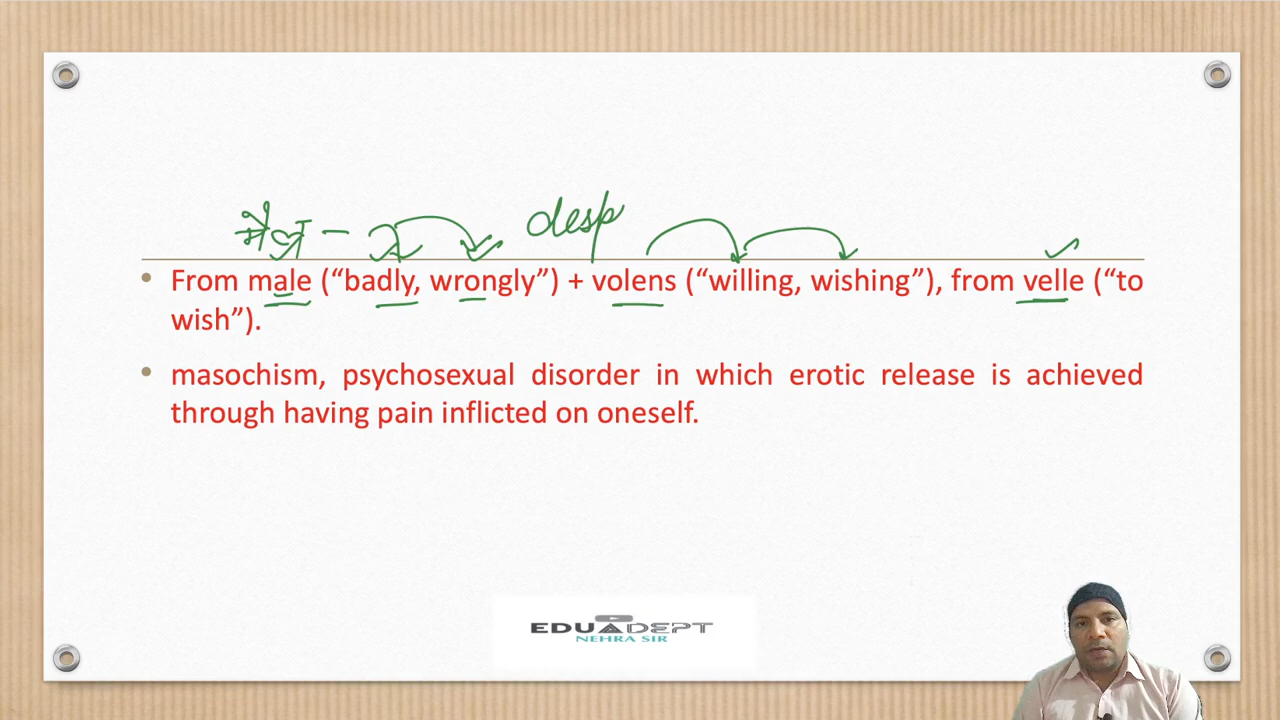 desp
• From male (“badly, wrongly”) + volens (“willing, wishing”), from velle (“to
wish”).
• masochism, psychosexual disorder in which erotic release is achieved
through having pain inflicted on oneself.
EDUADEPT
NEHRA SIR